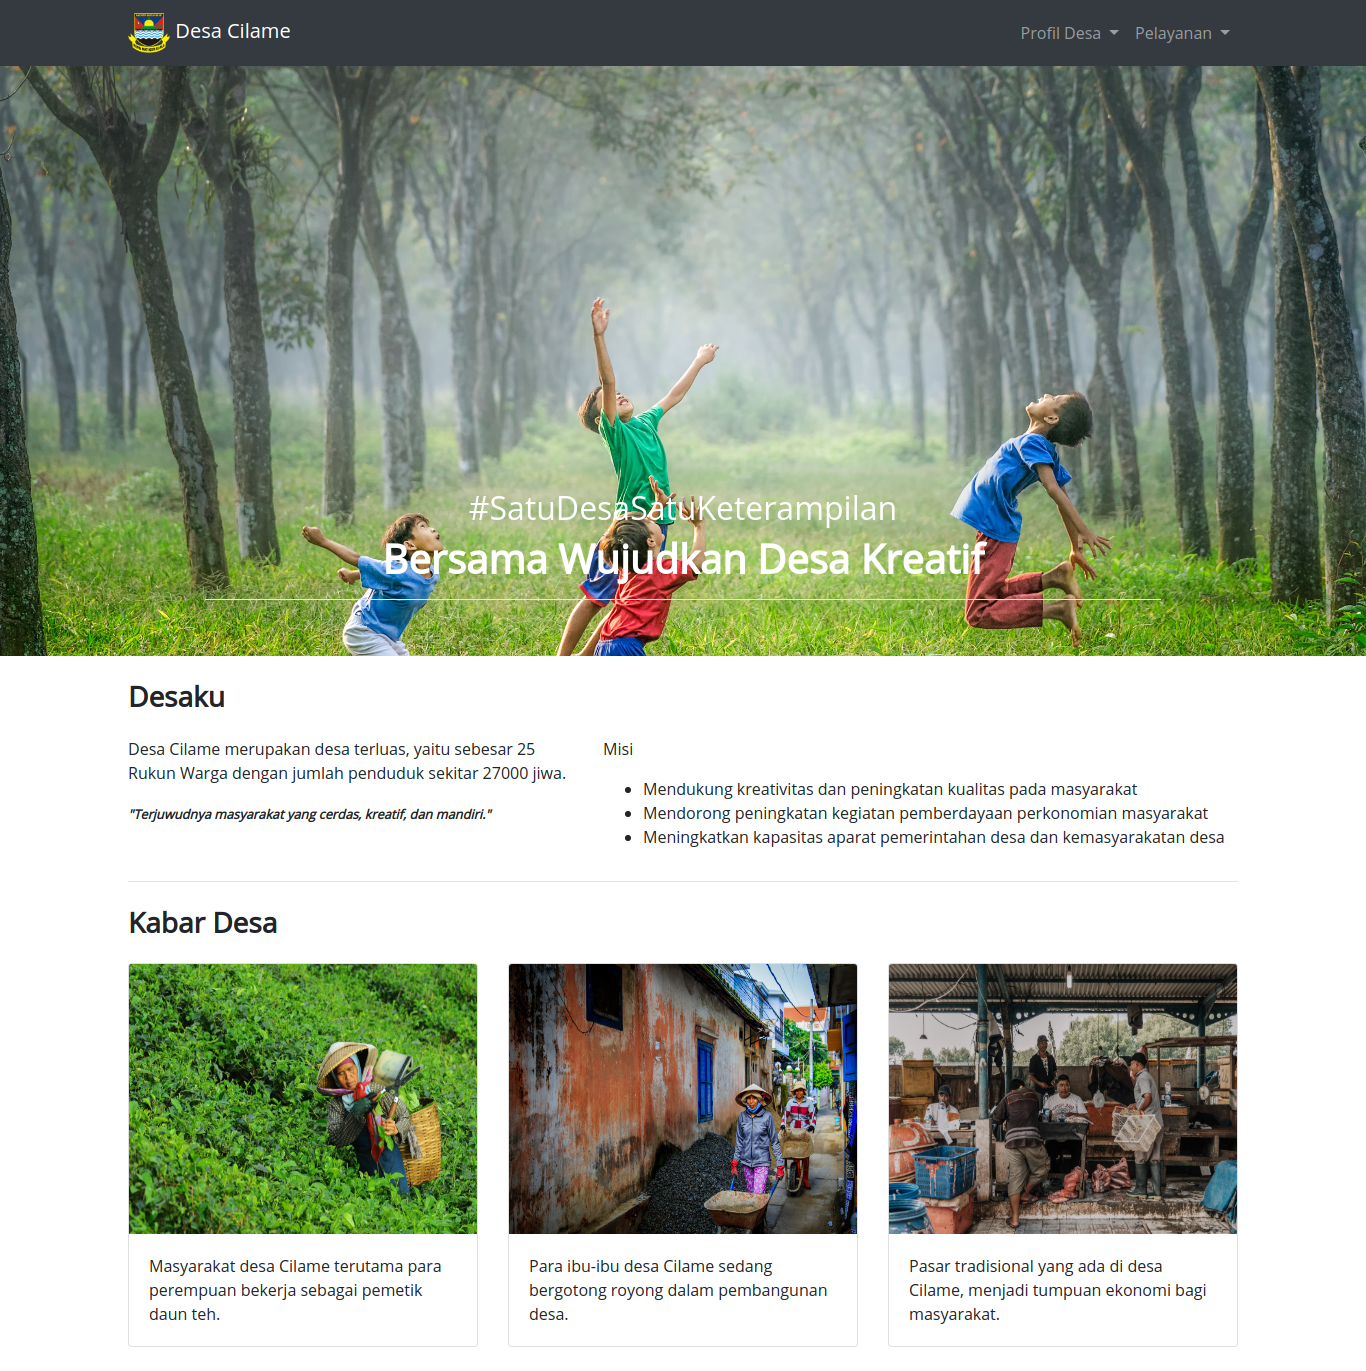 Desa Cilame
Profil Desa
Pelayanan
#SatuDesaSatuKeterampilan
Bersama Wujudkan Desa Kreatif
Desaku
Desa Cilame merupakan desa terluas, yaitu sebesar 25
Rukun Warga dengan jumlah penduduk sekitar 27000 jiwa.
"Terjuwudnya masyarakat yang cerdas, kreatif, dan mandiri."
Misi
Mendukung kreativitas dan peningkatan kualitas pada masyarakat
Mendorong peningkatan kegiatan pemberdayaan perkonomian masyarakat
Meningkatkan kapasitas aparat pemerintahan desa dan kemasyarakatan desa
Kabar Desa
Masyarakat desa Cilame terutama para
perempuan bekerja sebagai pemetik
daun teh.
Para ibu-ibu desa Cilame sedang
bergotong royong dalam pembangunan
desa.
Pasar tradisional yang ada di desa
Cilame, menjadi tumpuan ekonomi bagi
masyarakat.